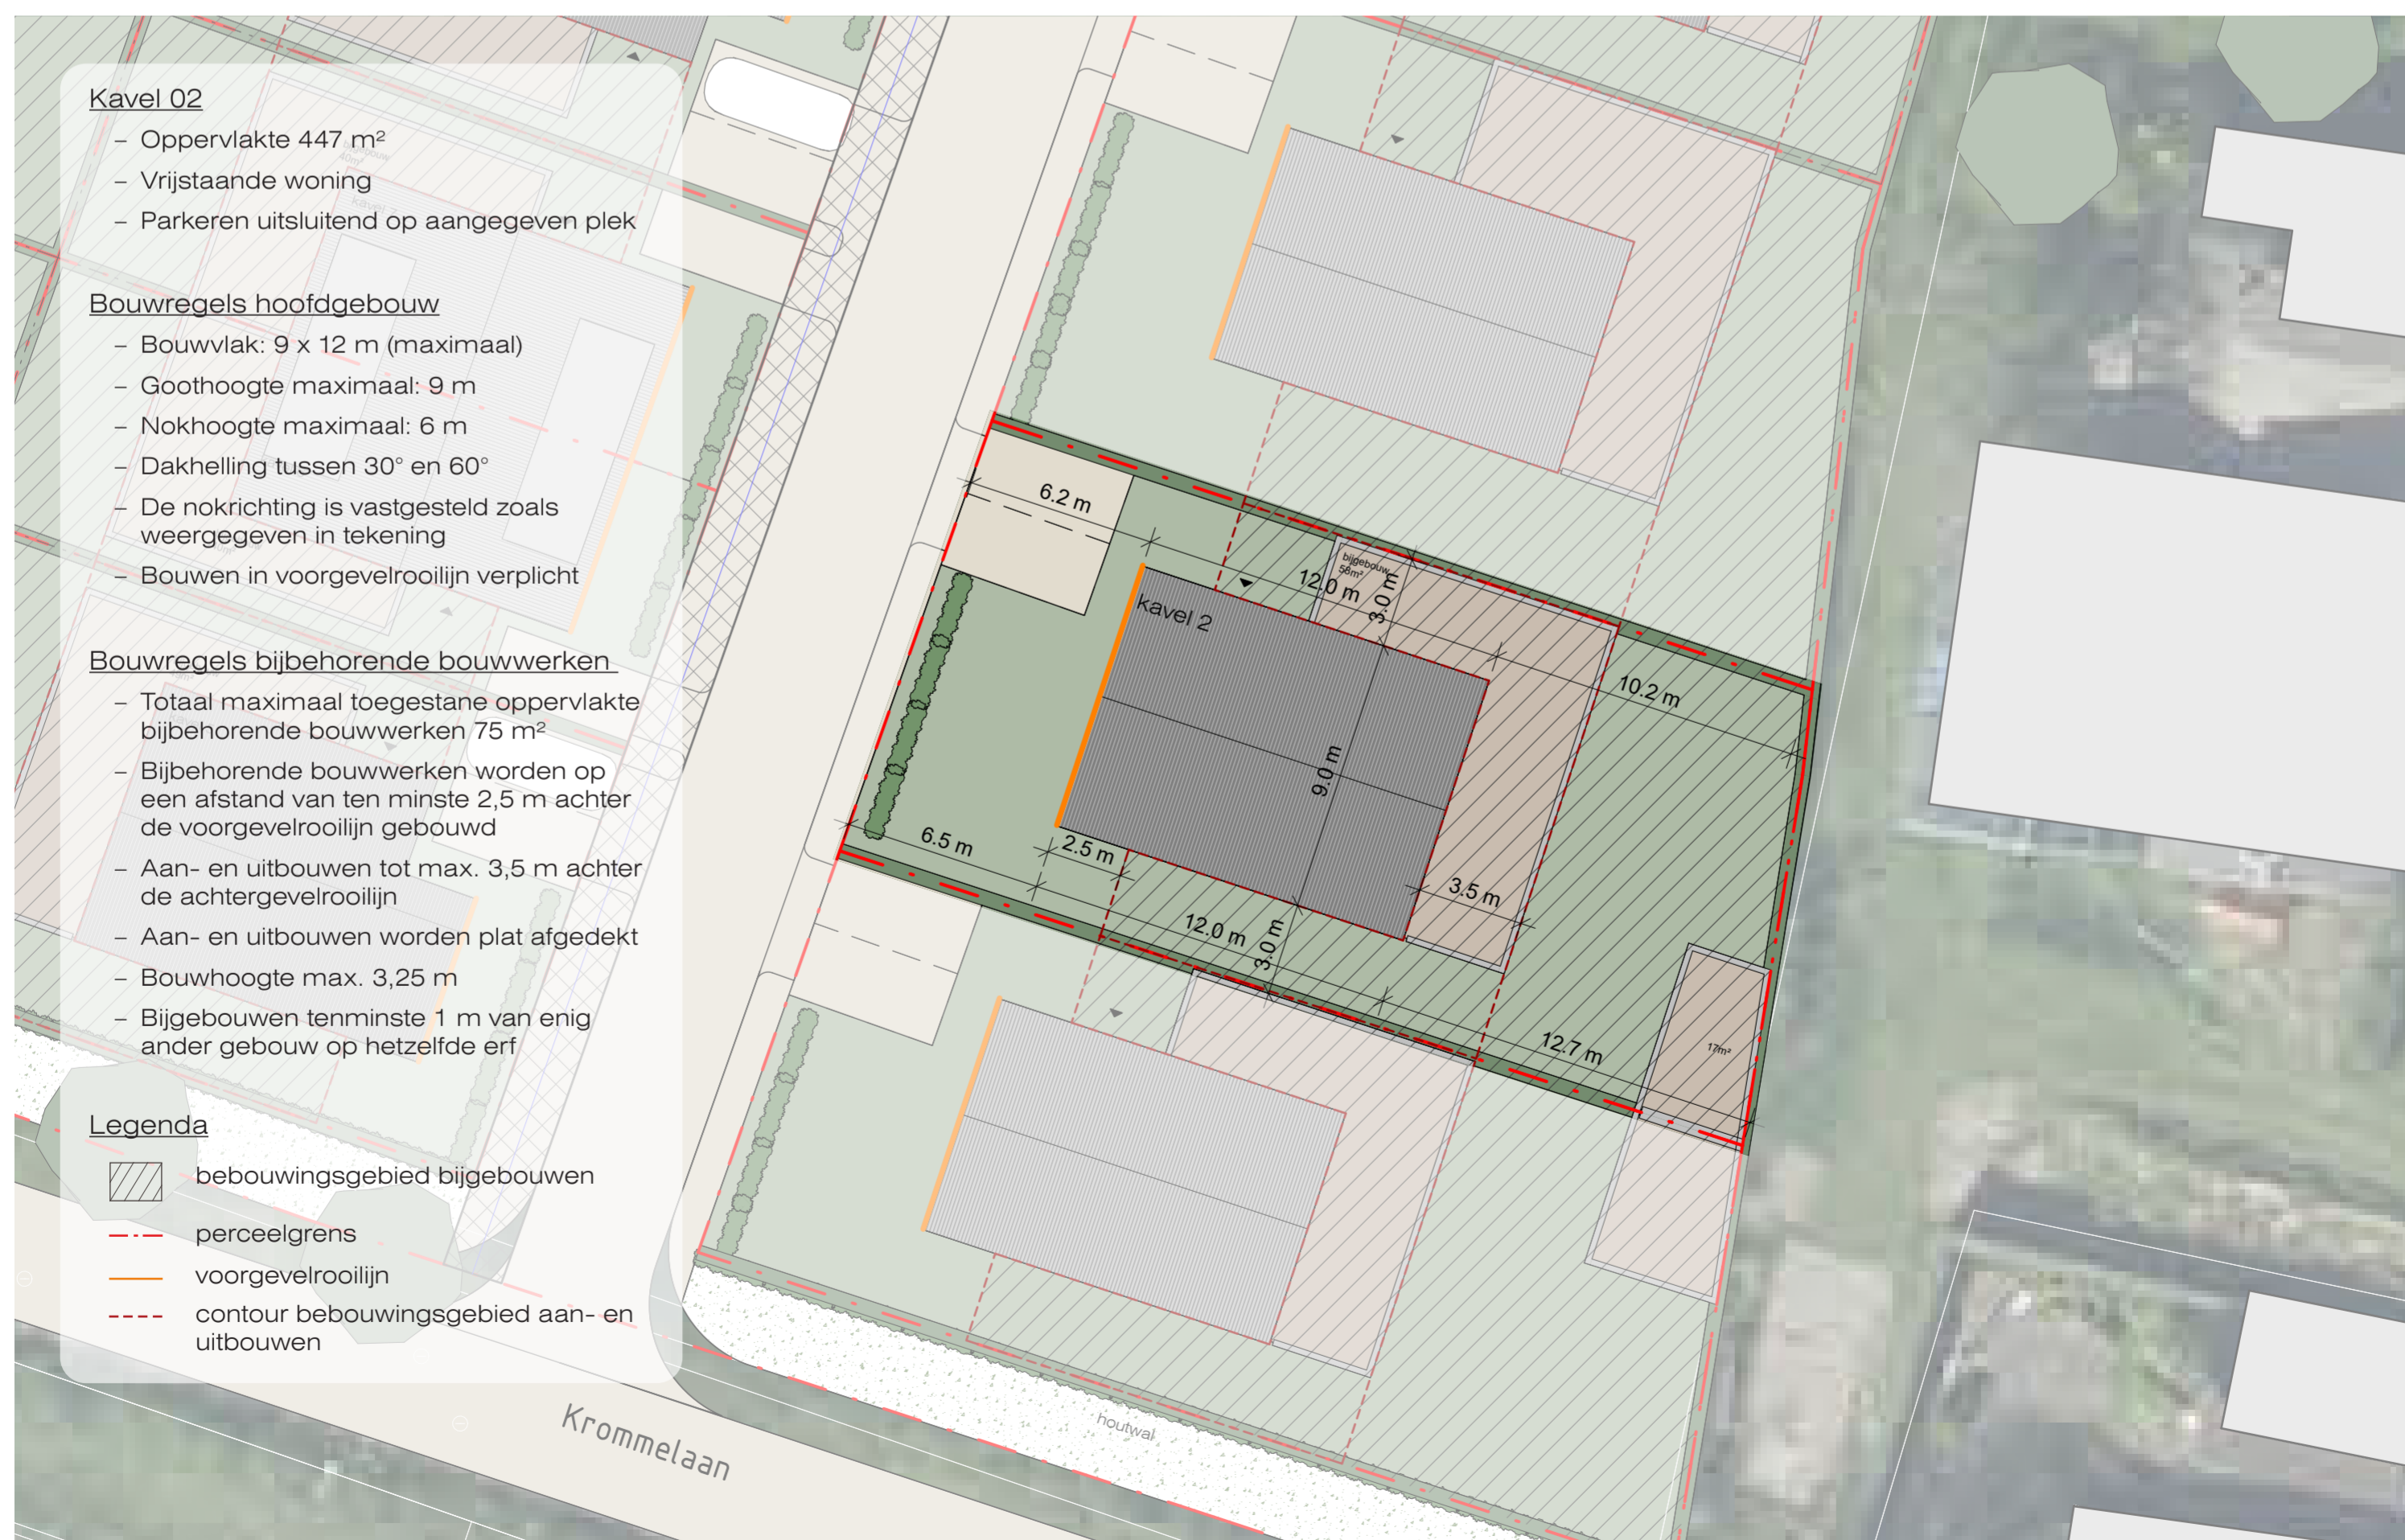 Kavel 02
– Oppervlakte 447 m²
– Vrijstaande woning
– Parkeren uitsluitend op aangegeven plek
Bouwregels hoofdgebouw
– Bouwvlak: 9 x 12 m (maximaal)
– Goothoogte maximaal: 9 m
– Nokhoogte maximaal: 6 m
– Dakhelling tussen 30° en 60°
– De nokrichting is vastgesteld zoals
weergegeven in tekening
– Bouwen in voorgevelrooilijn verplicht
Bouwregels bijbehorende bouwwerken
– Totaal maximaal toegestane oppervlakte
bijbehorende bouwwerken 75 m²
– Bijbehorende bouwwerken worden op
een afstand van ten minste 2,5 m achter
de voorgevelrooilijn gebouwd
– Aan- en uitbouwen tot max. 3,5 m achter
de achtergevelrooilijn
– Aan- en uitbouwen worden plat afgedekt
– Bouwhoogte max. 3,25 m
– Bijgebouwen tenminste 1 m van enig
ander gebouw op hetzelfde erf
Legenda
bebouwingsgebied bijgebouwen
perceelgrens
voorgevelrooilijn
contour bebouwingsgebied aan- en
uitbouwen
6.2 m
bijgebouw
58m²
12.0 m
3.0 m
kavel 2
10.2 m
9.0 m
6.5 m
2.5 m
3.5 m
12.0 m
3.0 m
12.7 m
17m²
houtwal
Krommelaan